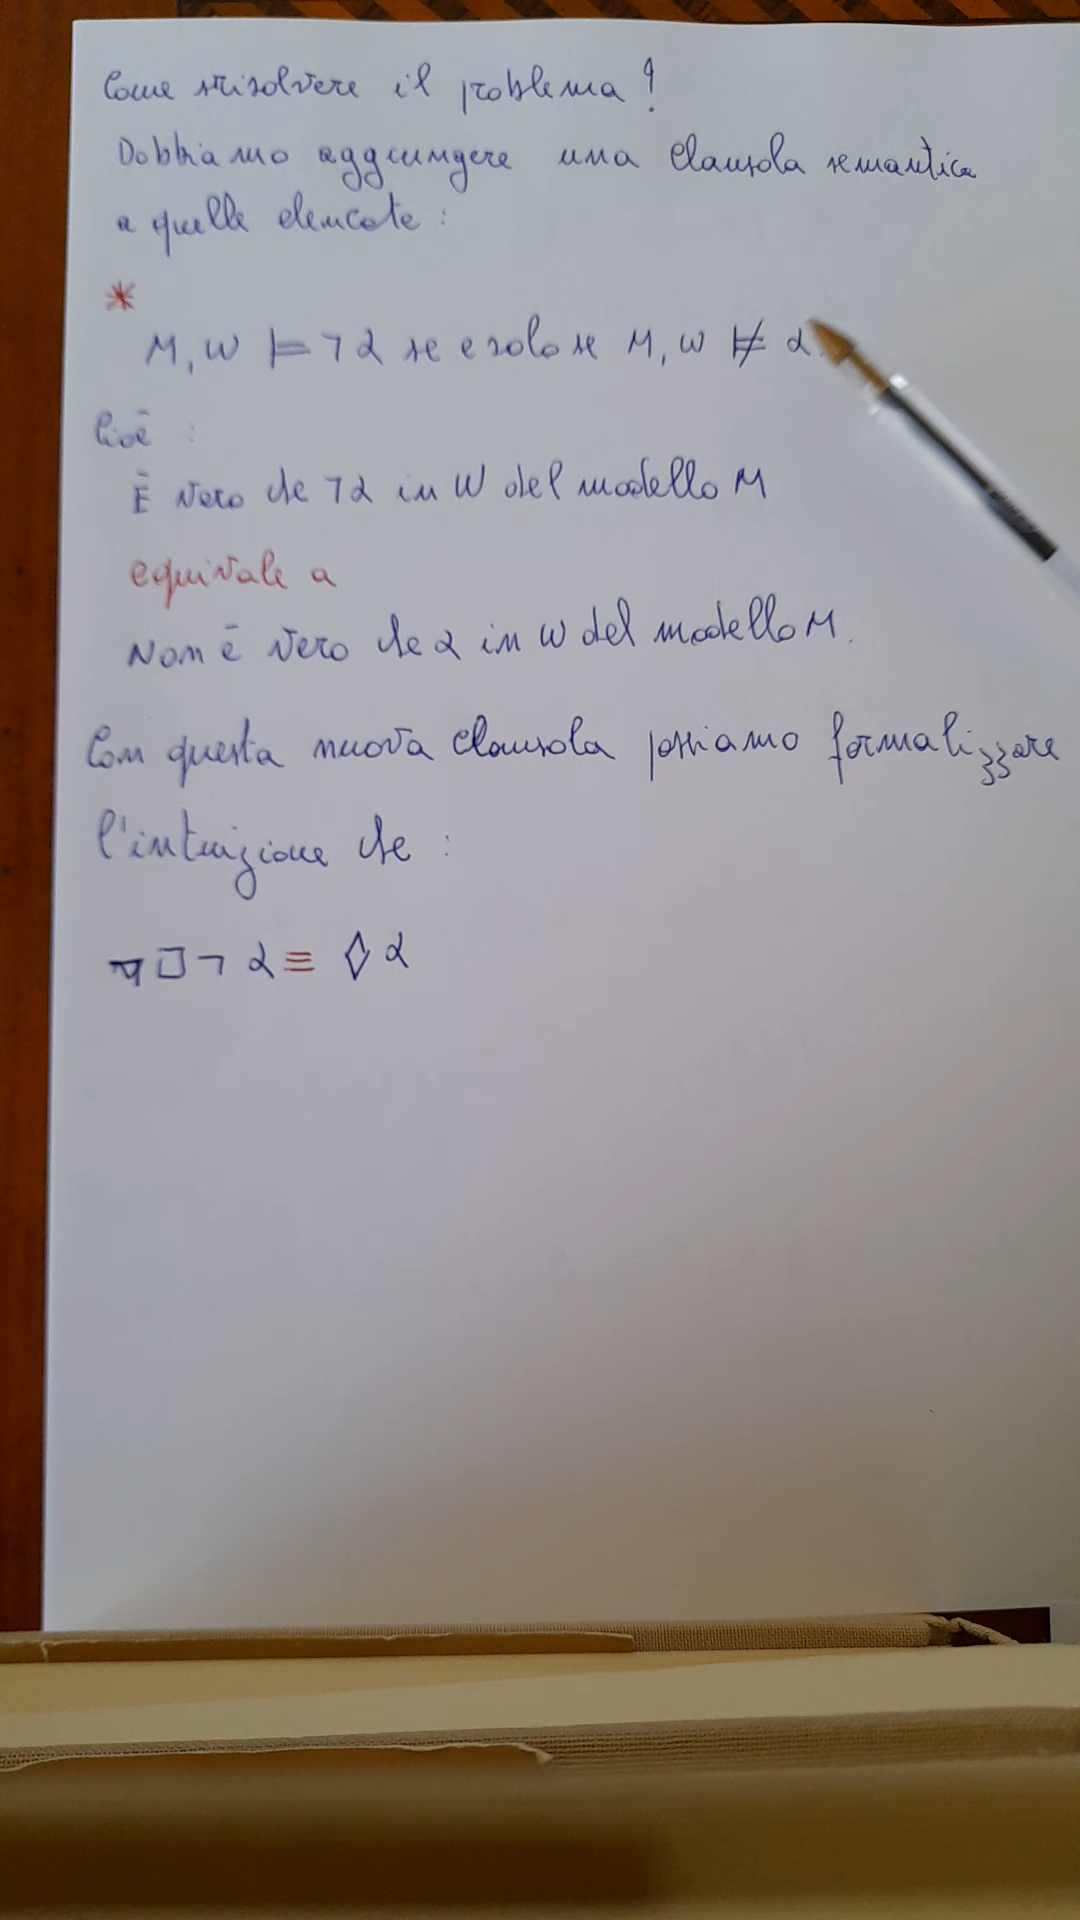 Come risolvere il problema?
Dobbiamo aggiungere una clausola semantica
a quelle elencate:
*
M, W ⊨ ¬α se e solo se M, W ⊭ α
Cioè :
È vero che ¬α in W del modello M
equivale a
Non è vero che α in W del modello M.
Con questa nuova clausola possiamo formalizzare
l'intuizione che :
¬□¬α ≡ ◊α